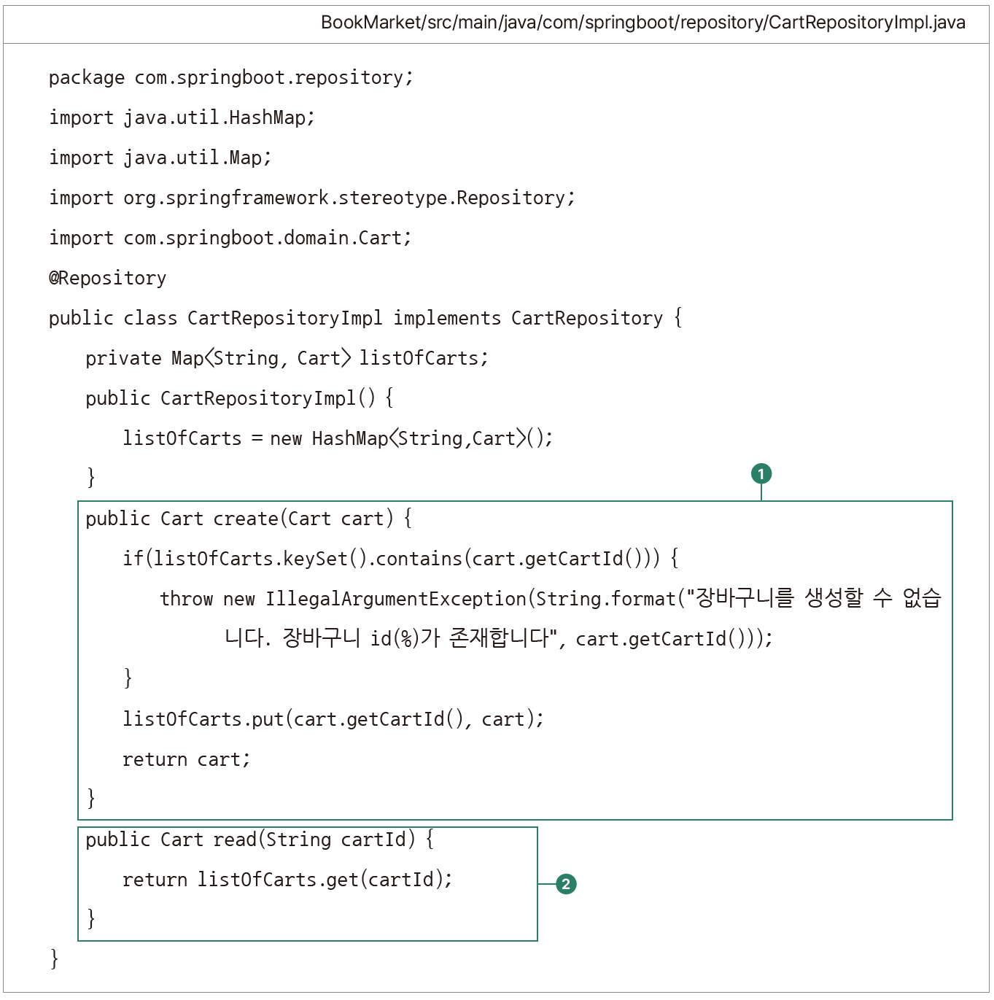 BookMarket/src/main/java/com/springboot/repository/CartRepositoryImpl.java
package com.springboot.repository;
import java.util.HashMap;
import java.util.Map;
import org.springframework.stereotype.Repository;
import com.springboot.domain.Cart;
@Repository
public class CartRepositoryImpl implements CartRepository {
private Map<String, Cart> listOfCarts;
public CartRepositoryImpl() {
listOfCarts = new HashMap<String,Cart>();
}
1
public Cart create(Cart cart) {
if(listOfCarts.keySet().contains(cart.getCartId())) {
throw new IllegalArgumentException(String.format("장바구니를 생성할 수 없습
니다. 장바구니 id(%)가 존재합니다", cart.getCartId()));
}
listOfCarts.put(cart.getCartId(), cart);
return cart;
}
public Cart read(String cartId) {
return listOfCarts.get(cartId);
2
}
}